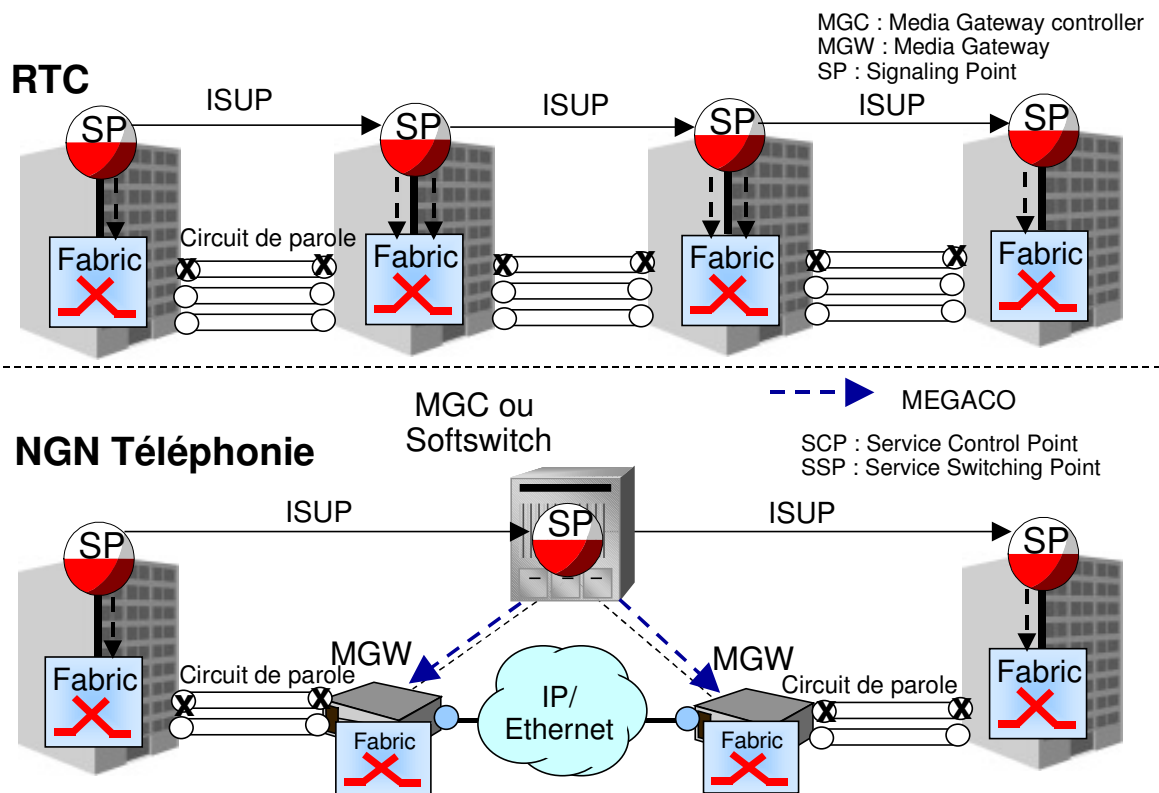 MGC : Media Gateway controller
MGW : Media Gateway
SP : Signaling Point
RTC
ISUP
ISUP
ISUP
SP
SP
SP
SP
Circuit de parole
Fabric
X
X
Fabric
X
X
Fabric
X
X
Fabric
MEGACO
MGC ou
Softswitch
SCP : Service Control Point
SSP : Service Switching Point
NGN Téléphonie
ISUP
ISUP
SP
SP
SP
MGW
MGW
Fabric
Circuit de parole
X
X
IP/
Ethernet
Circuit de parole
X
X
Fabric
Fabric
Fabric